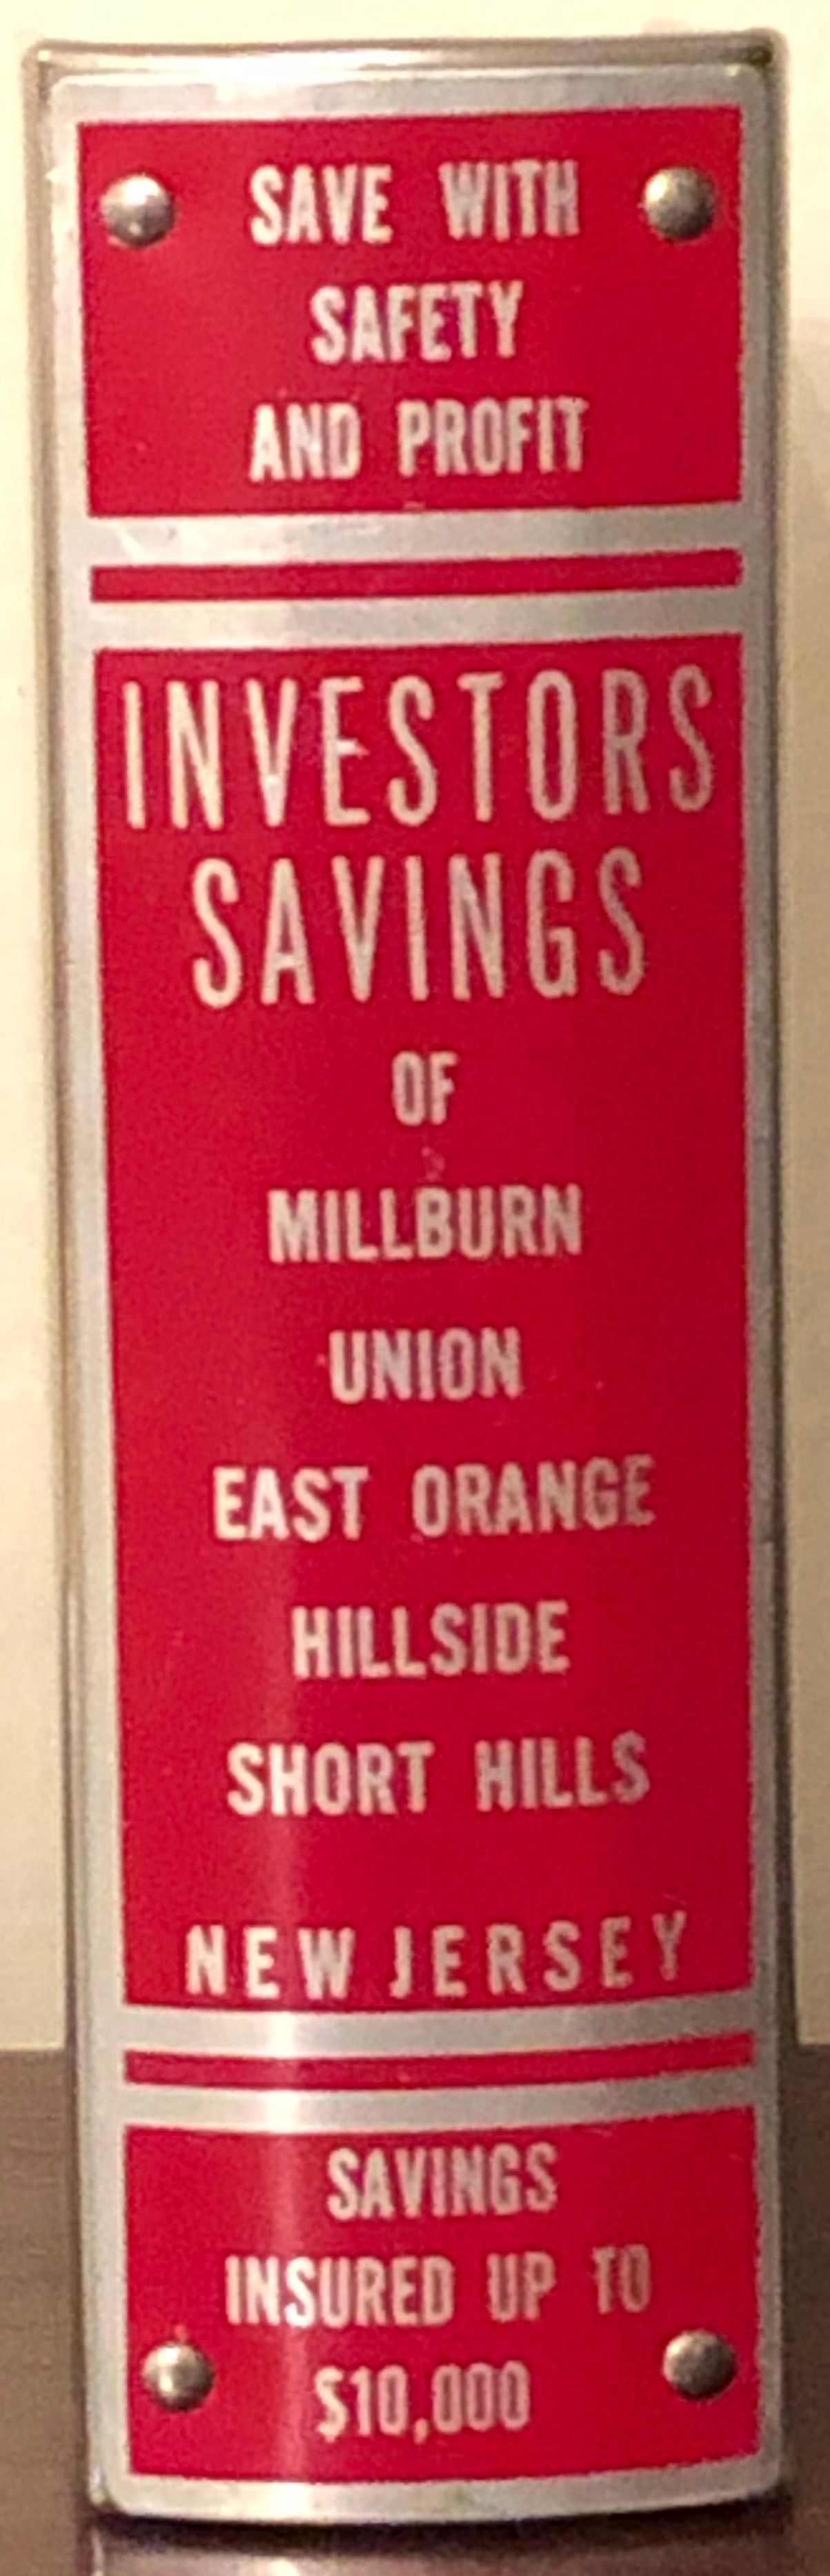 SAVE WITH
SAFETY
AND PROFIT
INVESTORS
SAVINGS
OF
MILLBURN
UNION
EAST ORANGE
HILLSIDE
SHORT HILLS
NEW JERSEY
SAVINGS
INSURED UP TO
$10,000